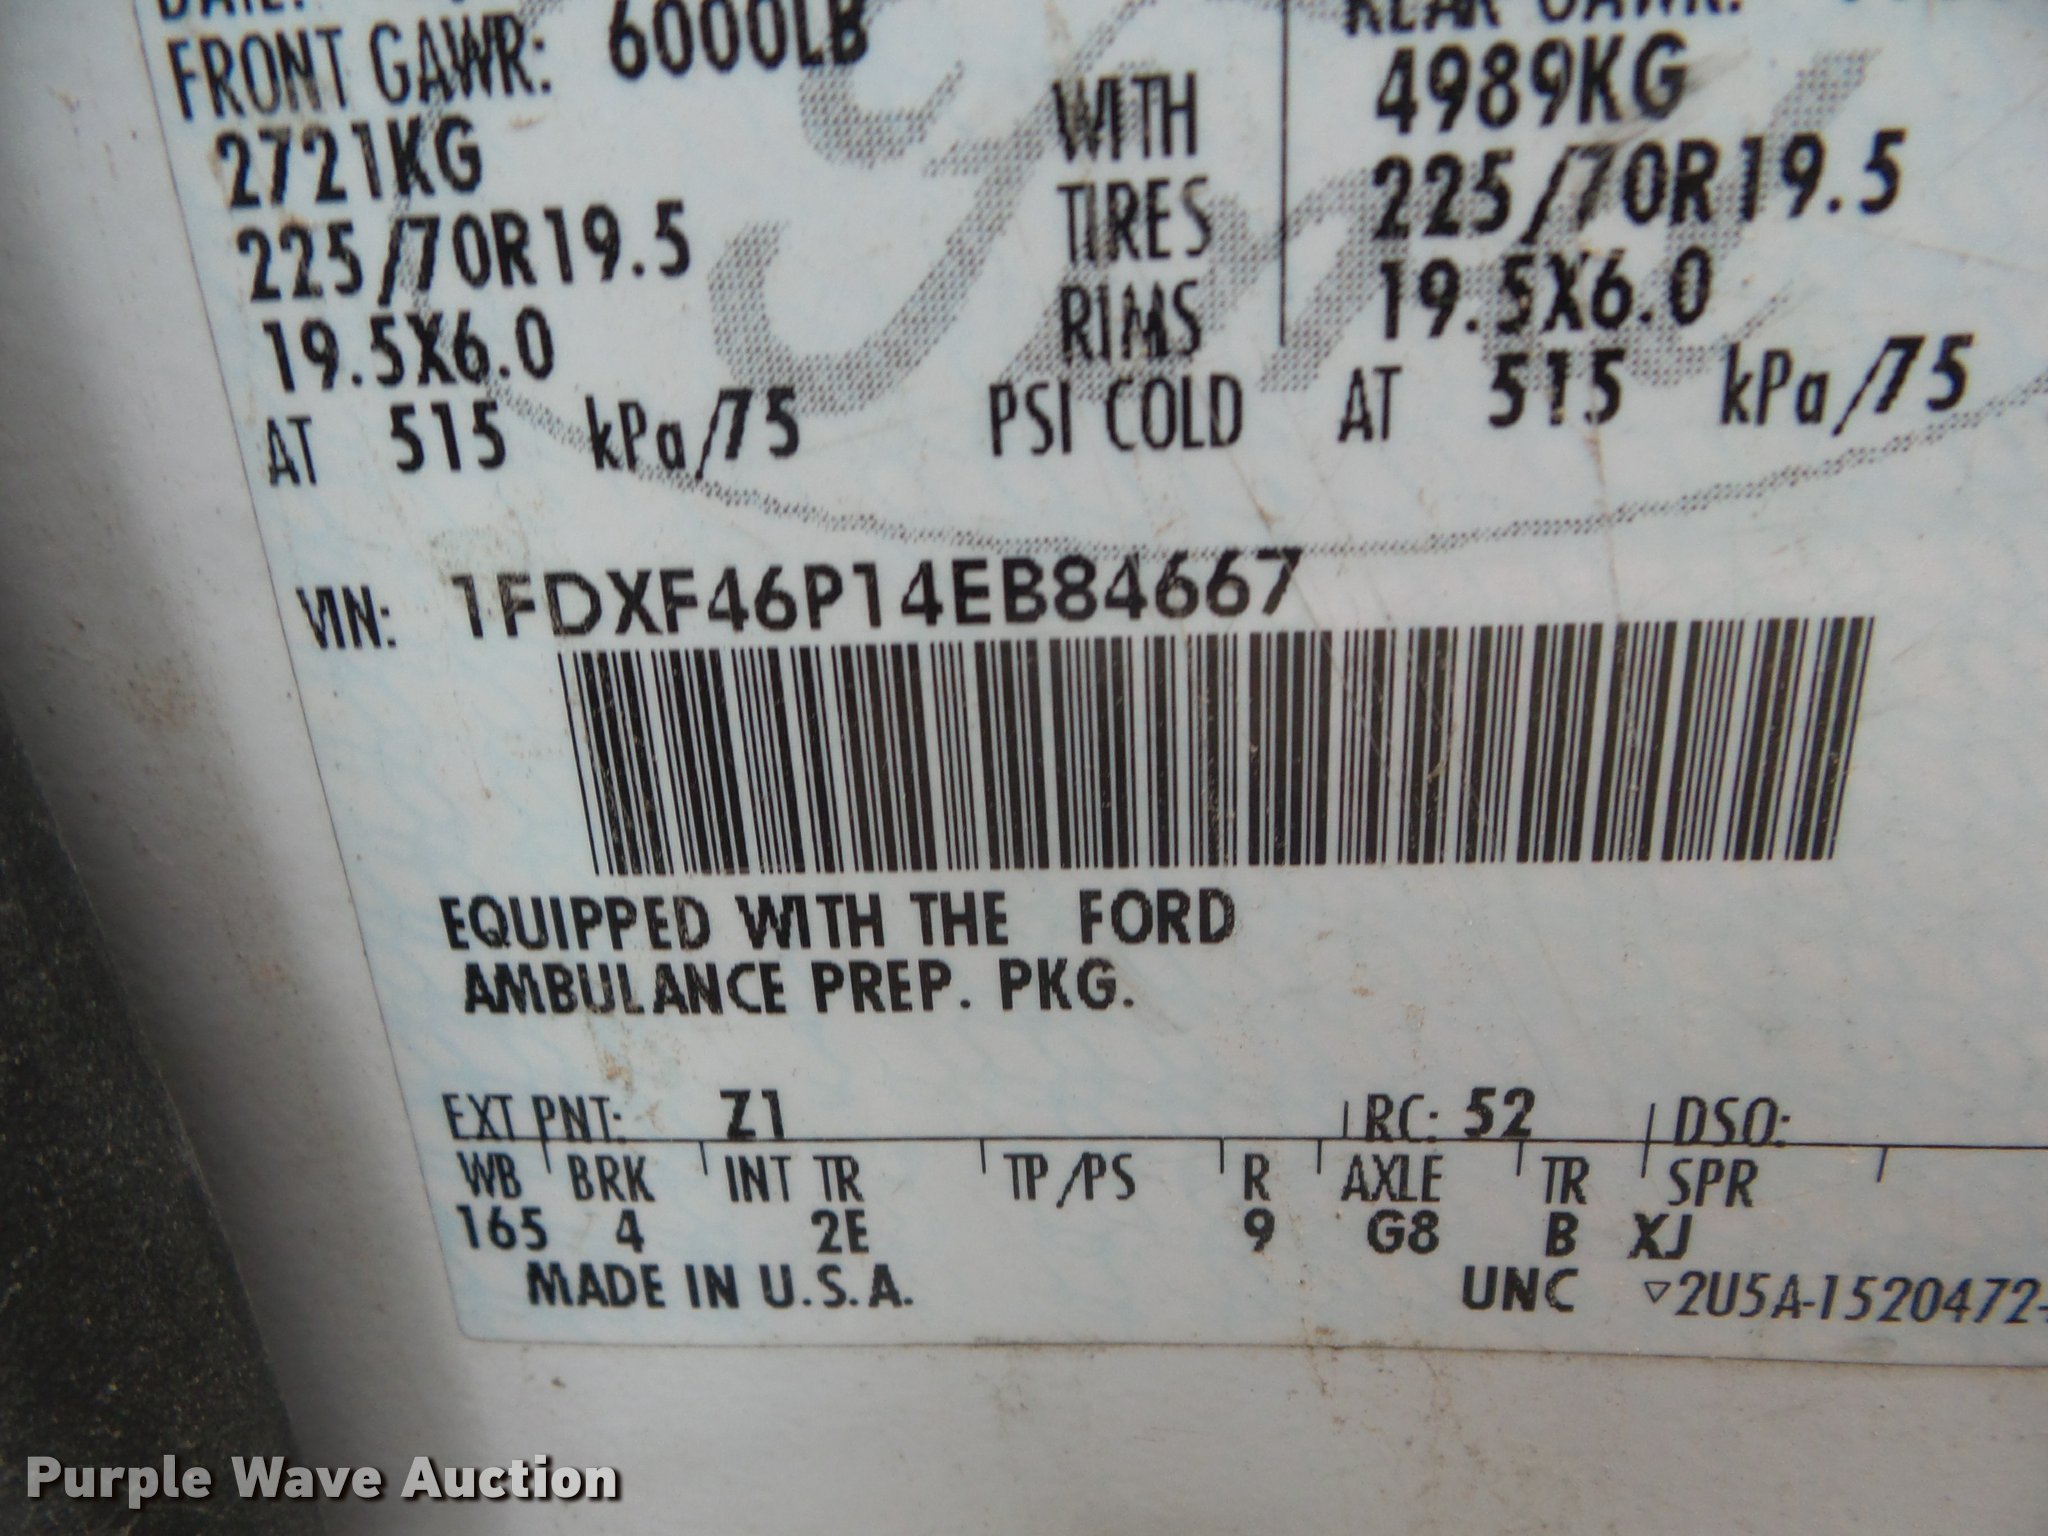 FRONT GAWR: 6000LB
2721KG WITH 4989KG
225/70R19.5 TIRES 225/70R19.5
19.5X6.0 RIMS 19.5X6.0
AT 515 kPa/75 PSI COLD AT 515 kPa/75
VIN: 1FDXF46P14EB84667
EQUIPPED WITH THE FORD
AMBULANCE PREP. PKG.
EXT PNT: Z1 RC: 52 DSO:
WB BRK INT TR TP/PS R AXLE TR SPR
165 4 2E 9 G8 B XJ
MADE IN U.S.A. UNC ▽2U5A-1520472-
Purple Wave Auction